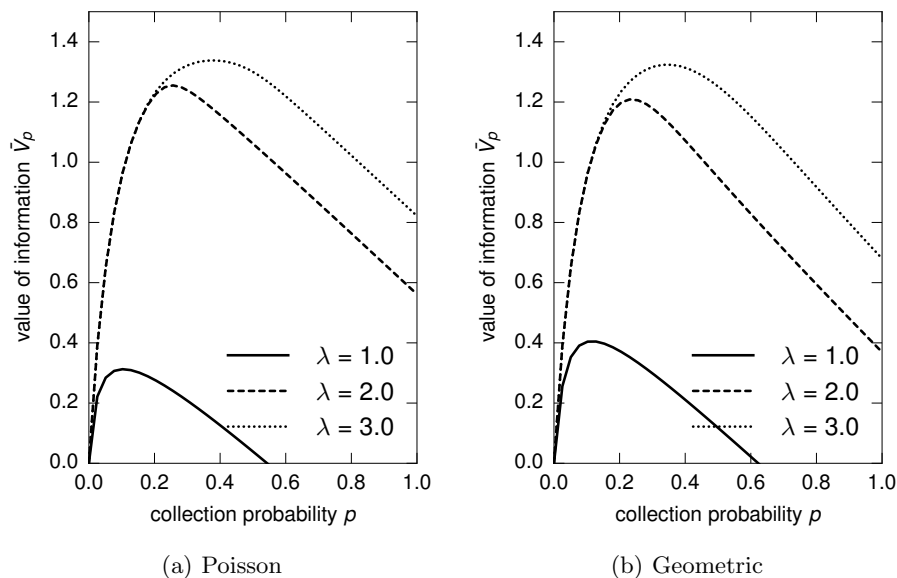 1.4
1.2
1.0
0.8
0.6
0.4
0.2
0.0
value of information V̄ₚ
λ = 1.0
λ = 2.0
λ = 3.0
0.0 0.2 0.4 0.6 0.8 1.0
collection probability p
(a) Poisson
1.4
1.2
1.0
0.8
0.6
0.4
0.2
0.0
value of information V̄ₚ
λ = 1.0
λ = 2.0
λ = 3.0
0.0 0.2 0.4 0.6 0.8 1.0
collection probability p
(b) Geometric